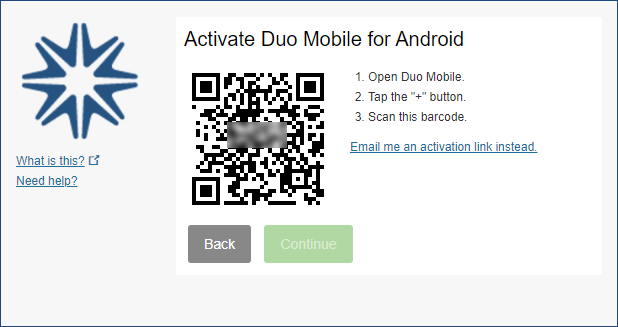 Activate Duo Mobile for Android
1. Open Duo Mobile.
2. Tap the "+" button.
3. Scan this barcode.
Email me an activation link instead.
What is this?
Need help?
Back
Continue